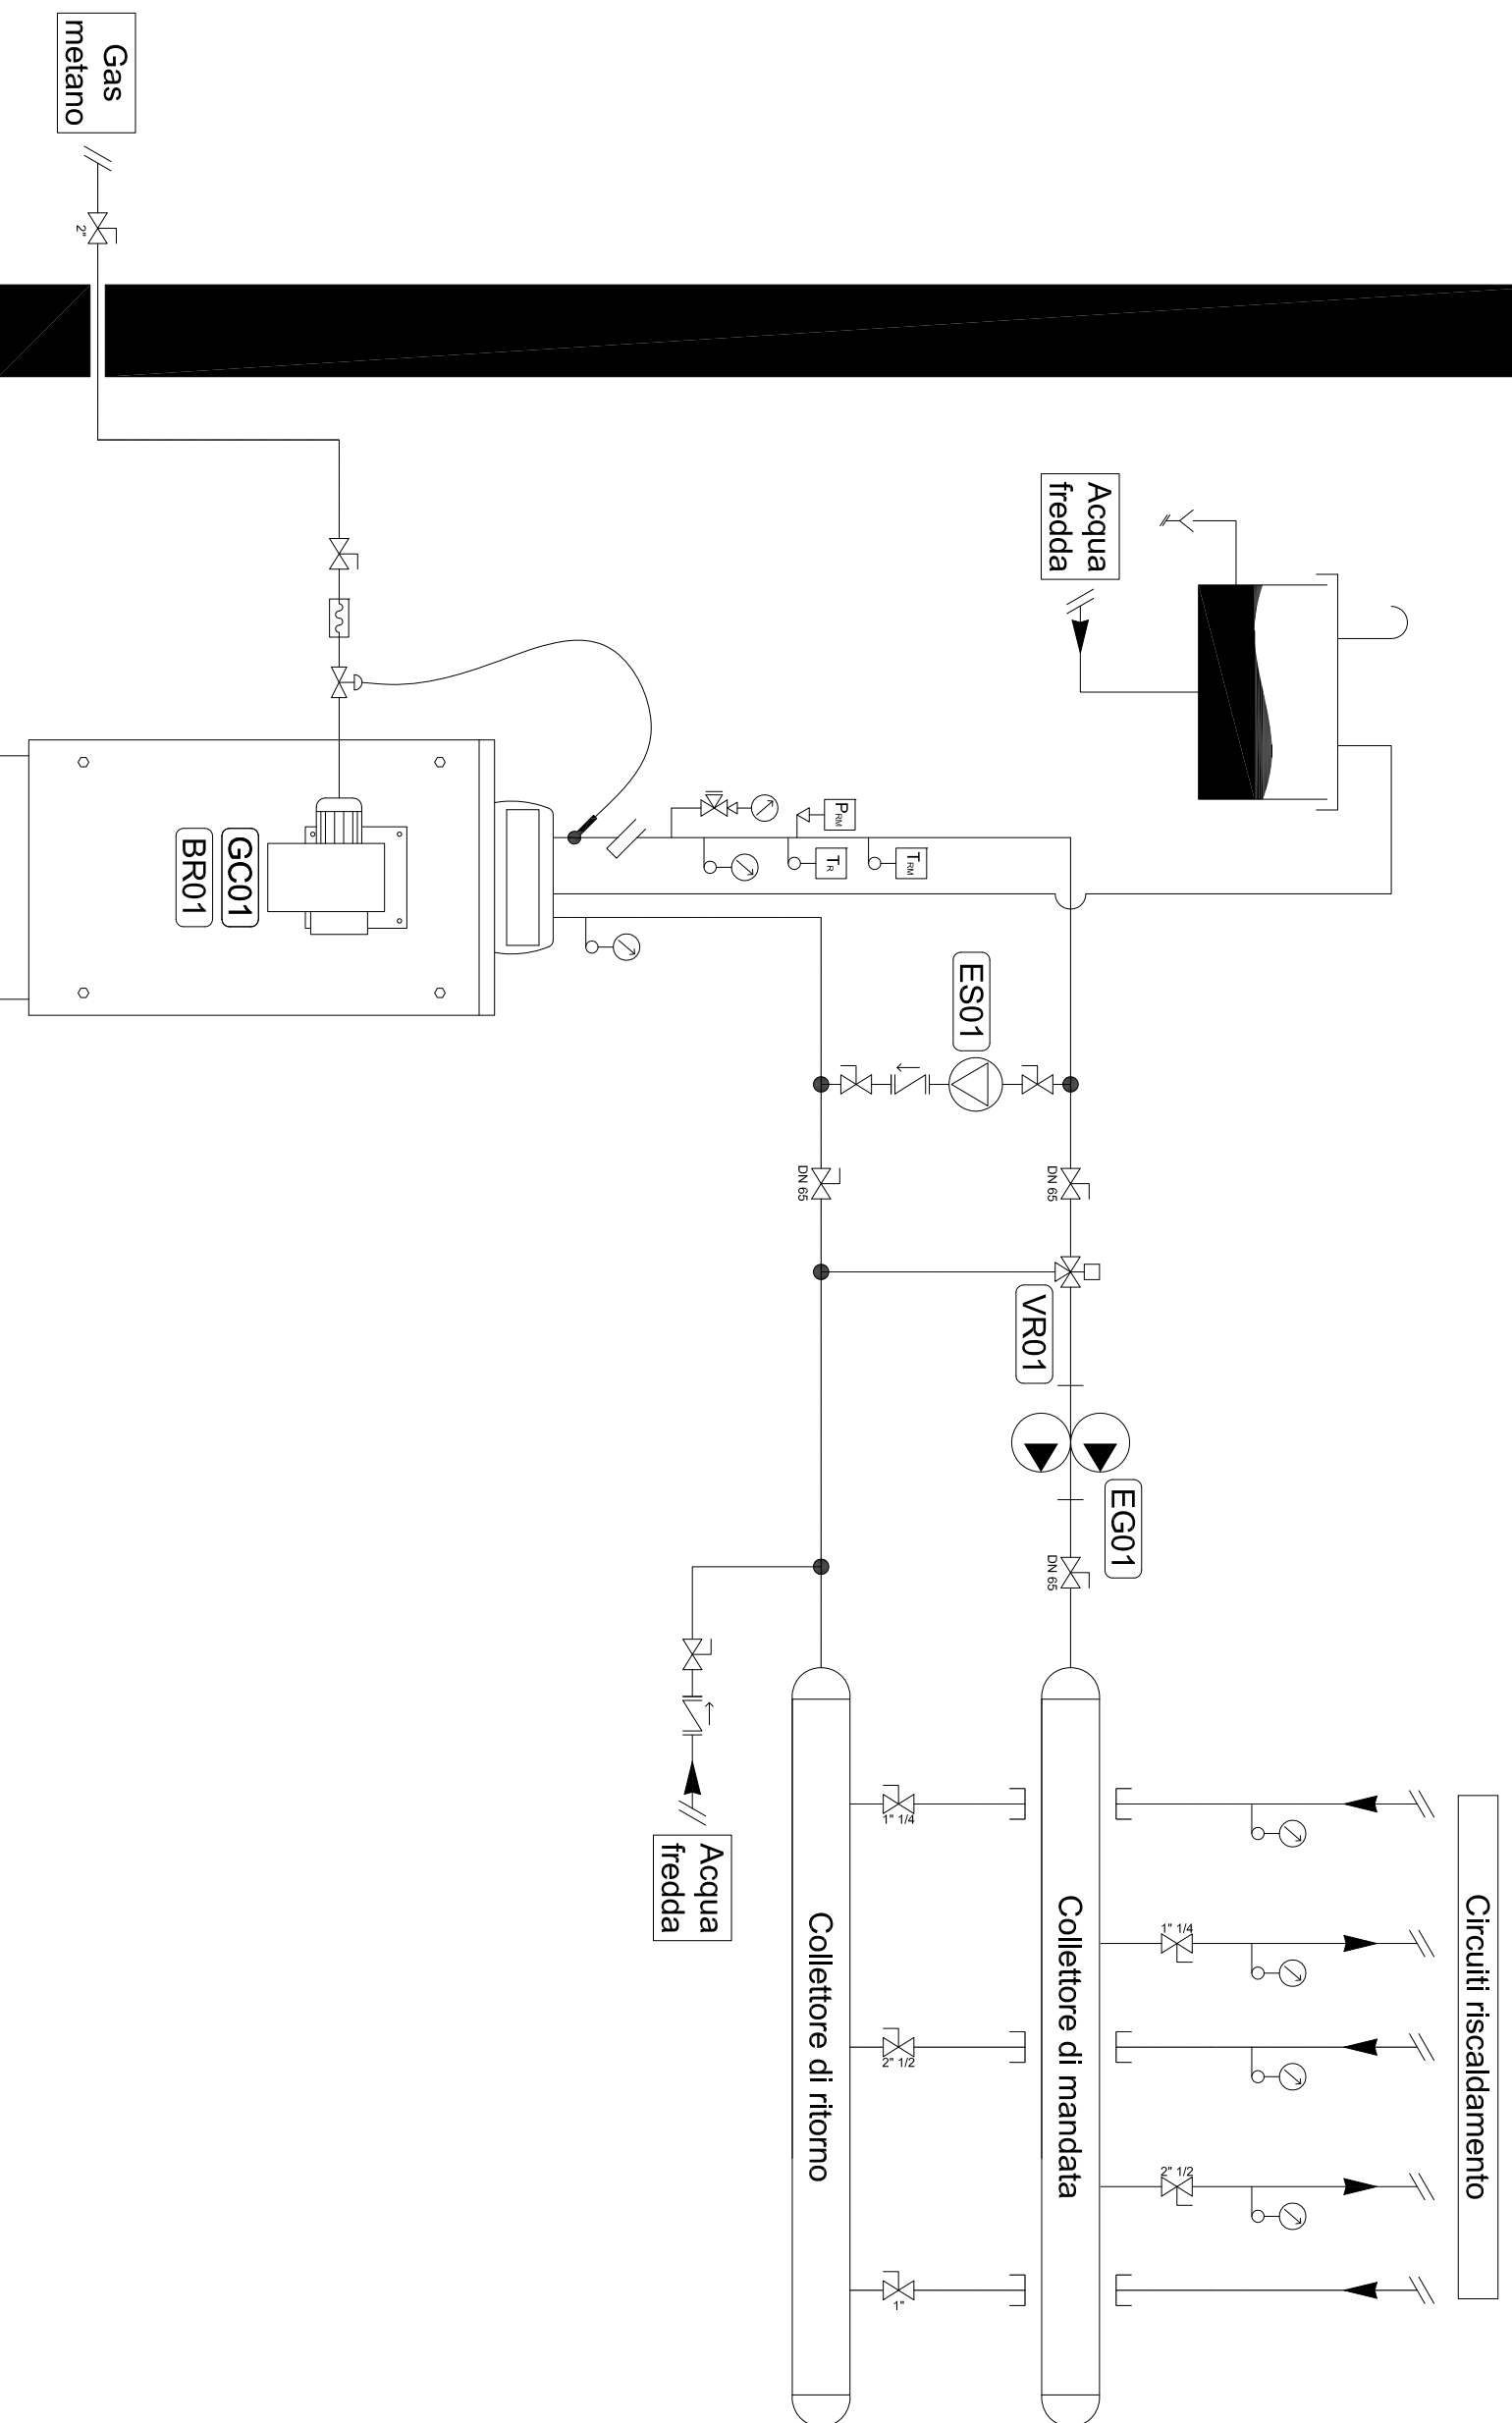 Gas
metano
2"
Acqua
fredda
PRM
TR
TRM
GC01
BR01
ES01
DN 65
DN 65
VR01
EG01
DN 65
Acqua
fredda
Circuiti riscaldamento
Collettore di mandata
Collettore di ritorno
1" 1/4
1" 1/4
2" 1/2
2" 1/2
1"